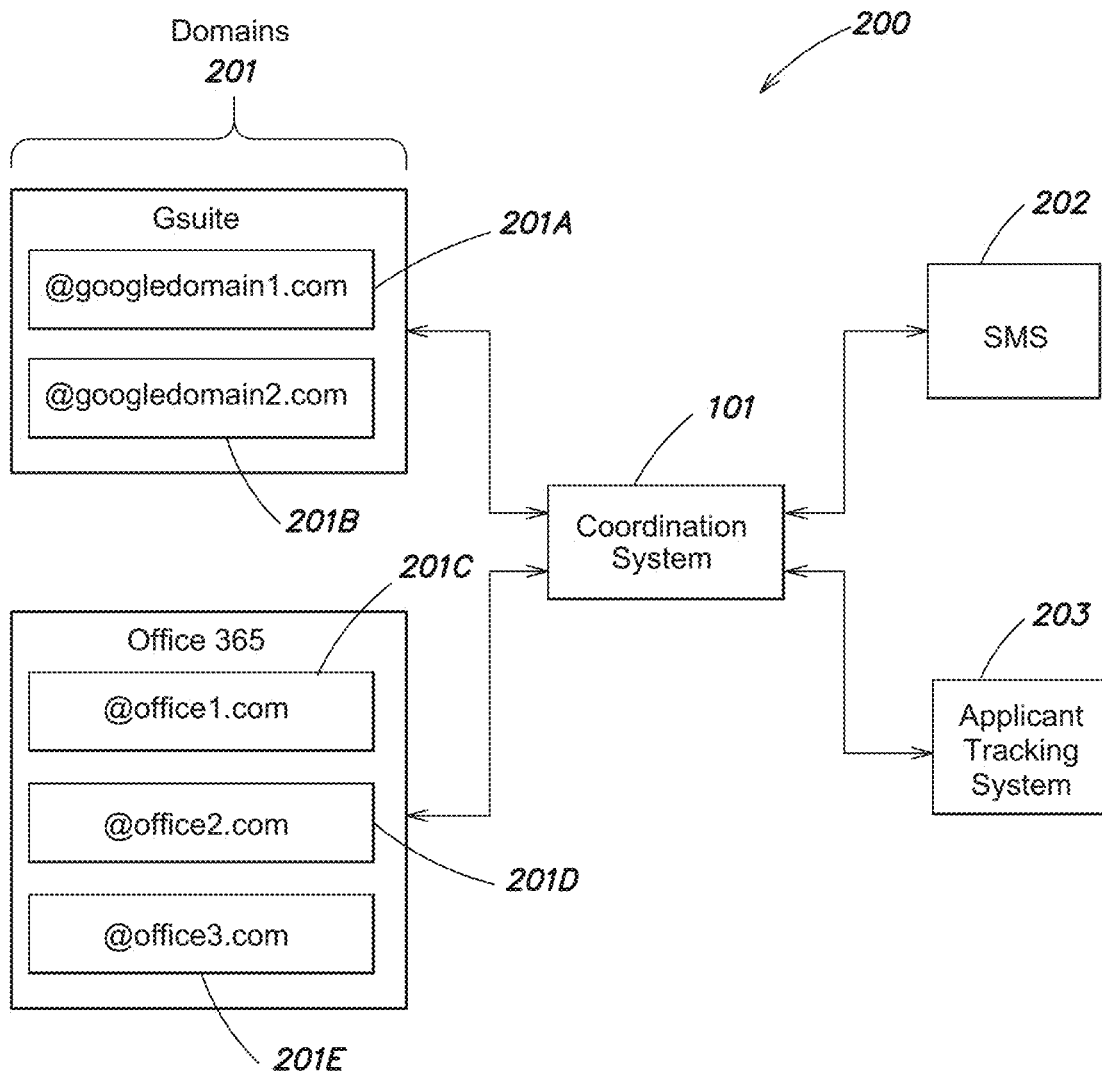 Domains
201
200
Gsuite
201A
@googledomain1.com
@googledomain2.com
201B
202
SMS
101
Coordination
System
201C
Office 365
@office1.com
@office2.com
201D
@office3.com
201E
203
Applicant
Tracking
System